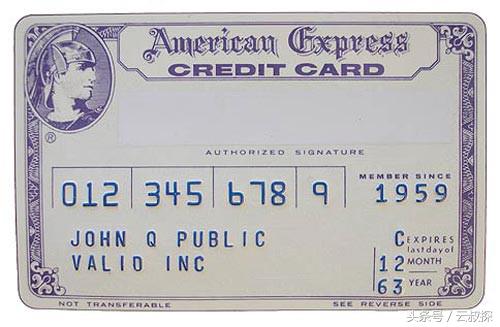 American Express
CREDIT CARD
®
AUTHORIZED SIGNATURE
MEMBER SINCE
012 345 678 9 1959
JOHN Q PUBLIC
VALID INC
C EXPIRES
last day of
12 MONTH
63 YEAR
NOT TRANSFERABLE SEE REVERSE SIDE
头条号 / 云叔探